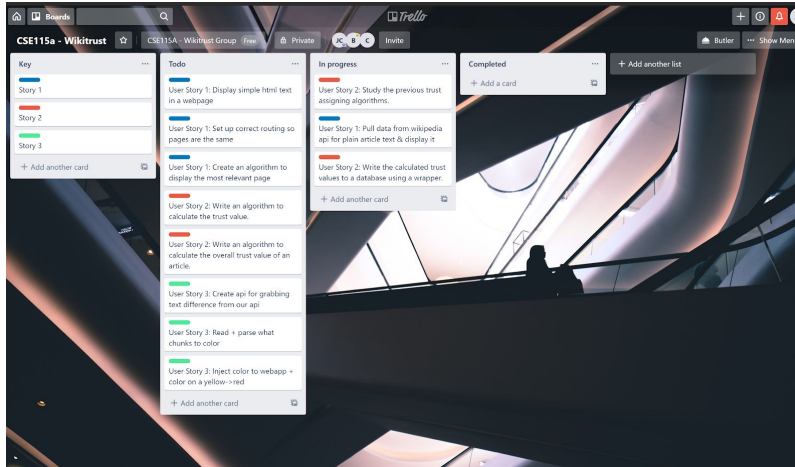 Boards
Trello
CSE115a - Wikitrust
CSE115a - Wikitrust Group Free
Private
JC B C
Invite
Butler
... Show Men
Key
Story 1
Story 2
Story 3
+ Add another card
Todo
User Story 1: Display simple html text
in a webpage
User Story 1: Set up correct routing so
pages are the same
User Story 1: Create an algorithm to
display the most relevant page
User Story 2: Write an algorithm to
calculate the trust value.
User Story 2: Write an algorithm to
calculate the overall trust value of an
article.
User Story 3: Create api for grabbing
text difference from our api
User Story 3: Read + parse what
chunks to color
User Story 3: Inject color to webapp +
color on a yellow->red
+ Add another card
In progress
User Story 2: Study the previous trust
assigning algorithms.
User Story 1: Pull data from wikipedia
api for plain article text & display it
User Story 2: Write the calculated trust
values to a database using a wrapper.
+ Add another card
Completed
+ Add a card
+ Add another list